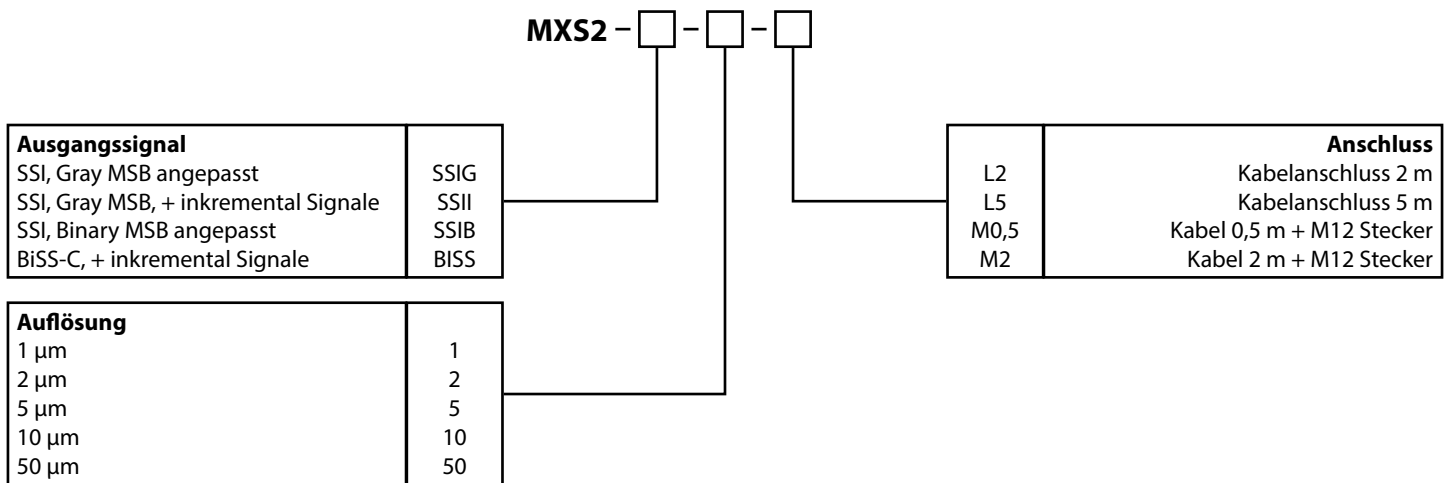 MXS2 – – –
Ausgangssignal
SSI, Gray MSB angepasst SSIG
SSI, Gray MSB, + inkremental Signale SSII
SSI, Binary MSB angepasst SSIB
BiSS-C, + inkremental Signale BISS
Anschluss
L2 Kabelanschluss 2 m
L5 Kabelanschluss 5 m
M0,5 Kabel 0,5 m + M12 Stecker
M2 Kabel 2 m + M12 Stecker
Auflösung
1 µm 1
2 µm 2
5 µm 5
10 µm 10
50 µm 50